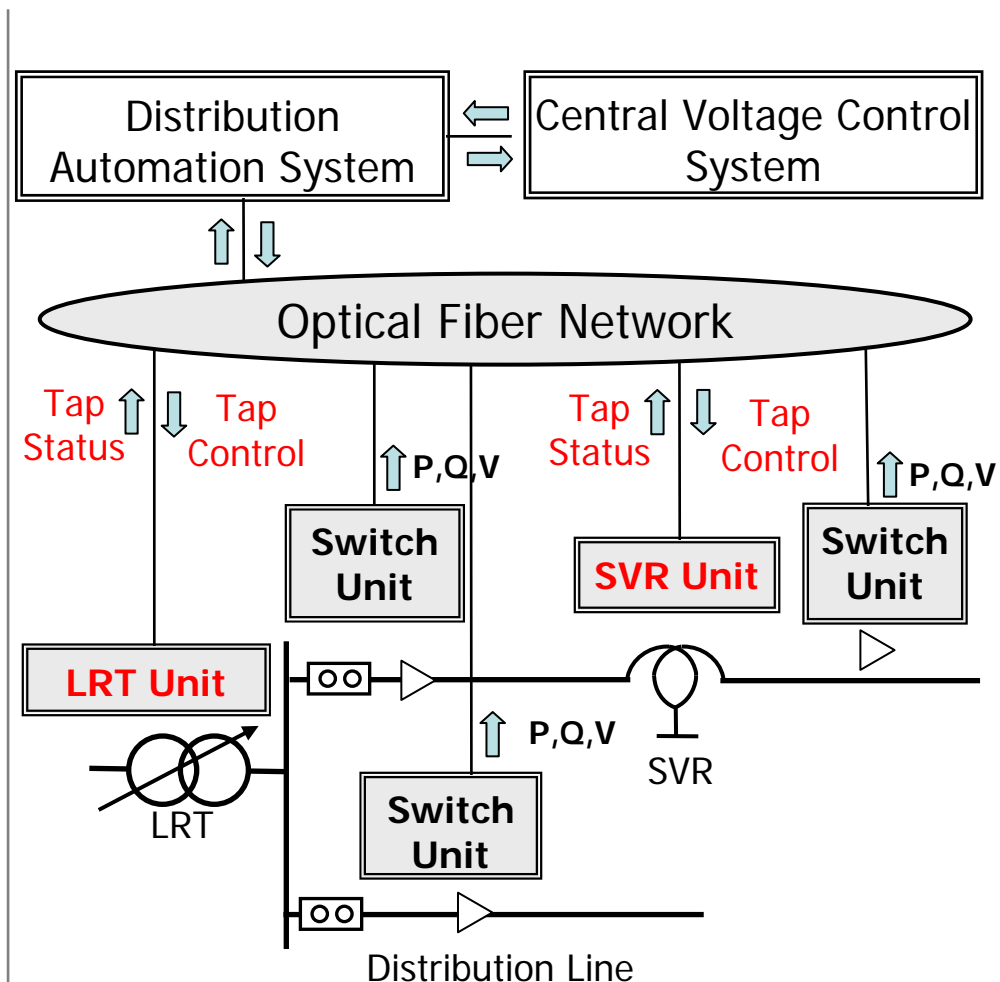 Distribution
Automation System
Central Voltage Control
System
Optical Fiber Network
Tap
Status
Tap
Control
P,Q,V
Tap
Status
Tap
Control
P,Q,V
Switch
Unit
SVR Unit
Switch
Unit
LRT Unit
P,Q,V
SVR
LRT
Switch
Unit
Distribution Line